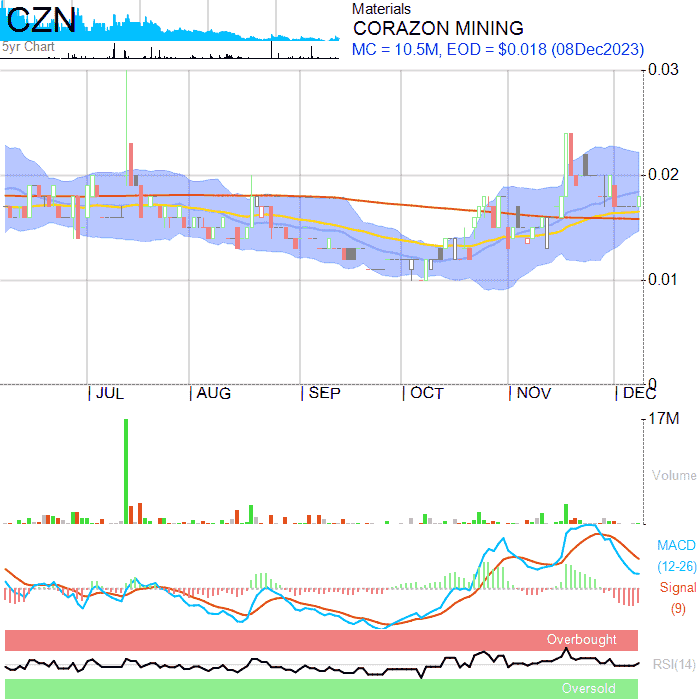 CZN
5yr Chart
Materials
CORAZON MINING
MC = 10.5M, EOD = $0.018 (08Dec2023)
0.03
0.02
0.01
0
JUL AUG SEP OCT NOV DEC
17M
Volume
MACD
(12-26)
Signal
(9)
Overbought
RSI(14)
Oversold